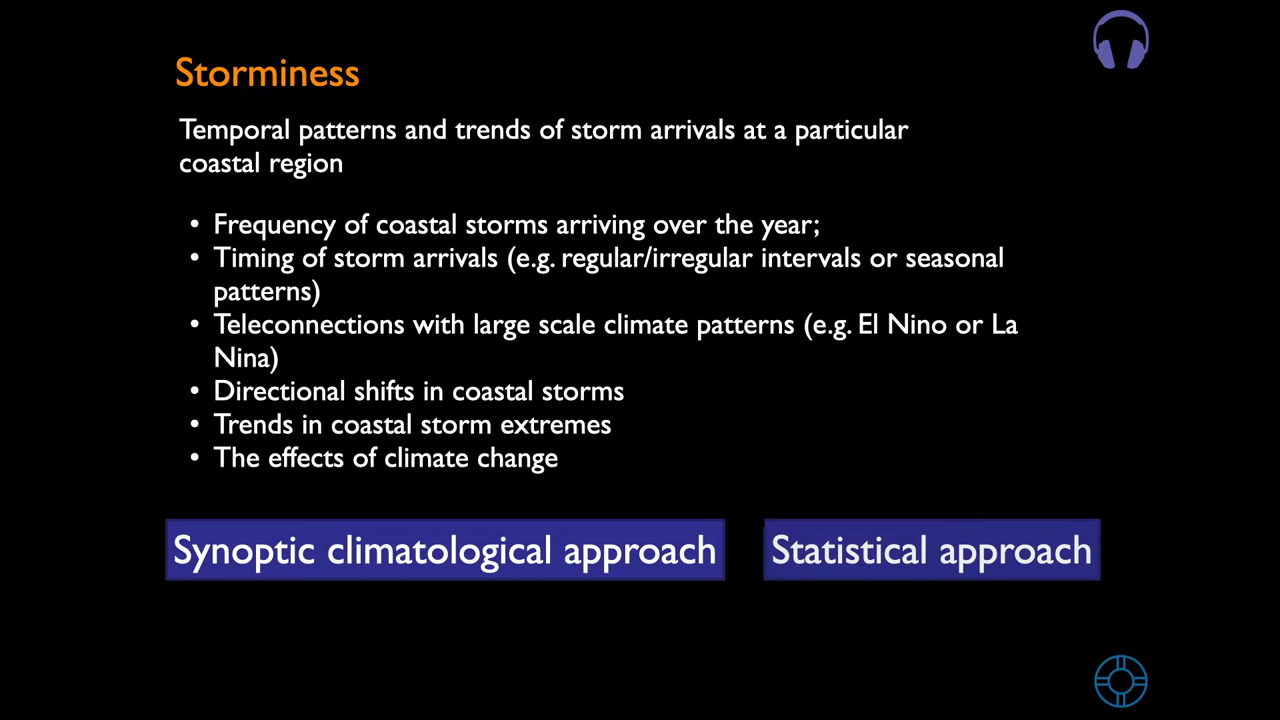 Storminess
Temporal patterns and trends of storm arrivals at a particular
coastal region
• Frequency of coastal storms arriving over the year;
• Timing of storm arrivals (e.g. regular/irregular intervals or seasonal
patterns)
• Teleconnections with large scale climate patterns (e.g. El Nino or La
Nina)
• Directional shifts in coastal storms
• Trends in coastal storm extremes
• The effects of climate change
Synoptic climatological approach
Statistical approach